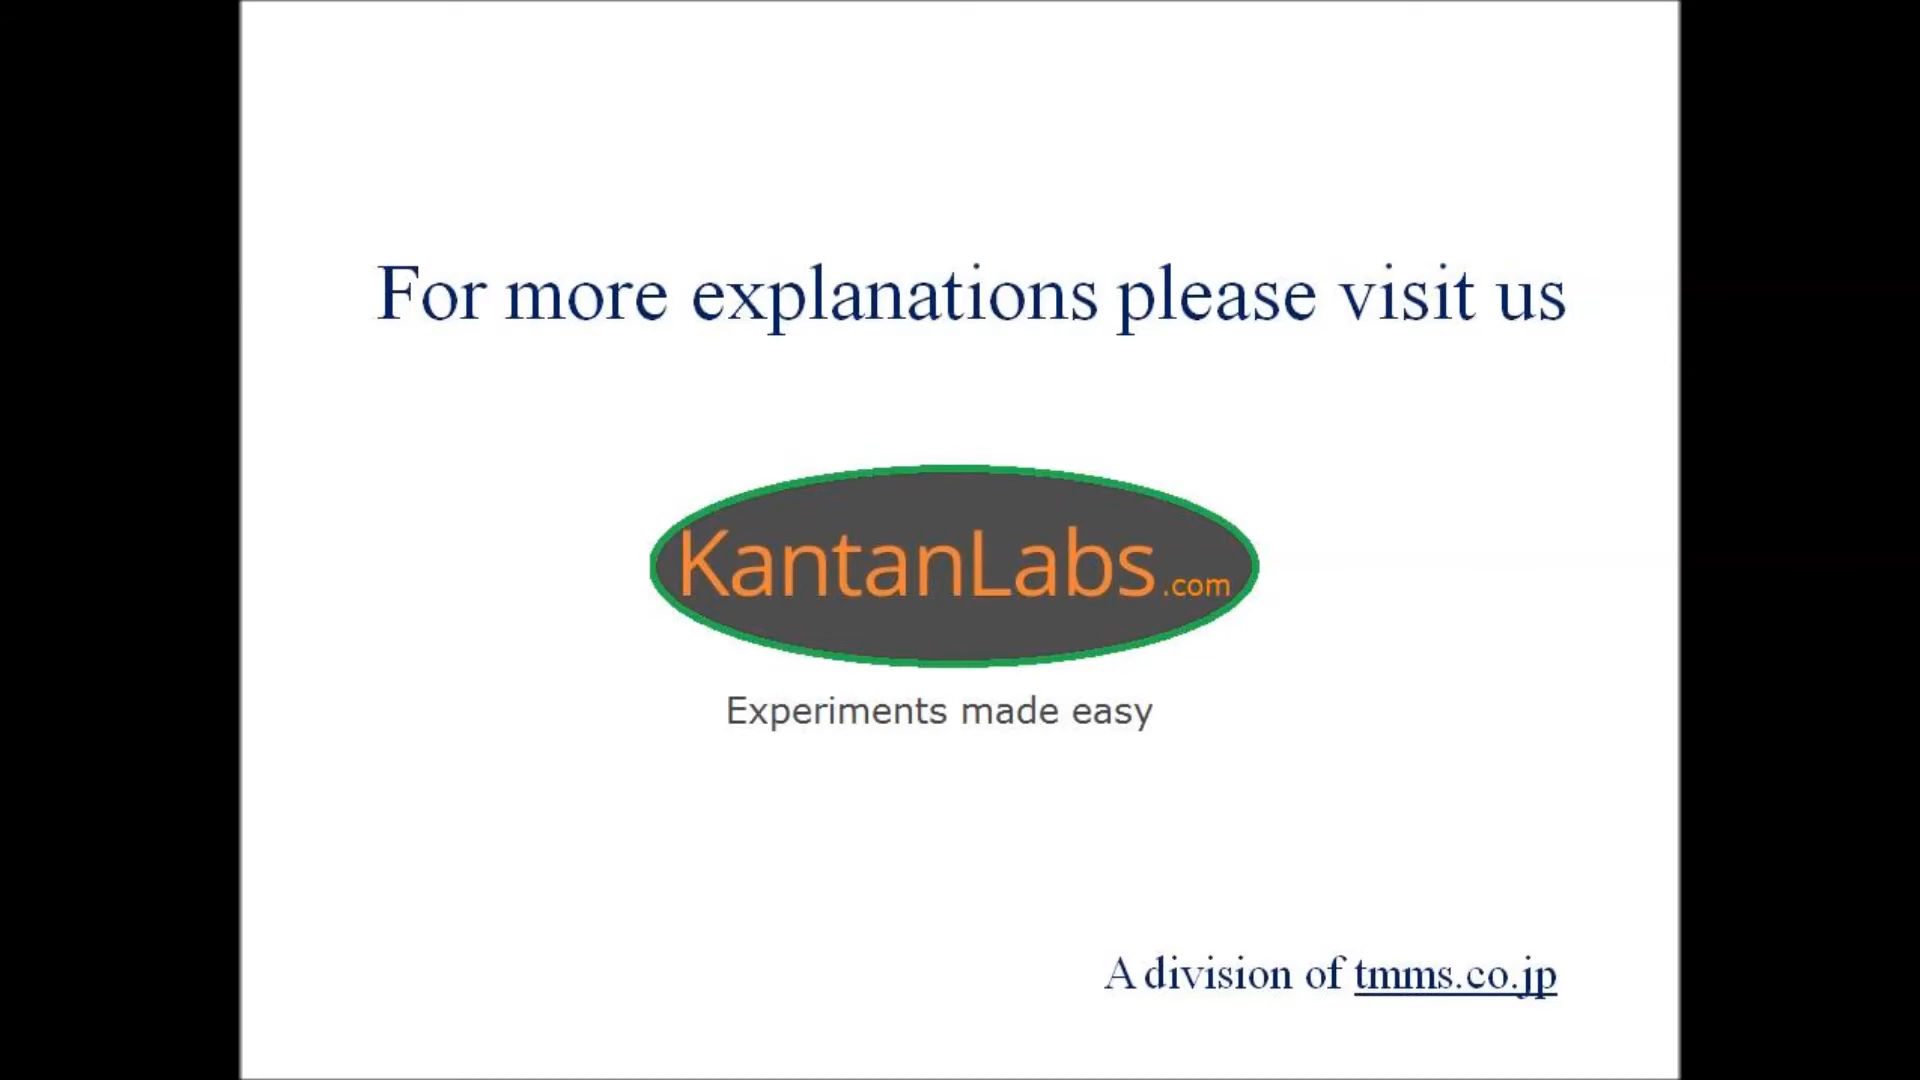 For more explanations please visit us
KantanLabs.com
Experiments made easy
A division of tmms.co.jp